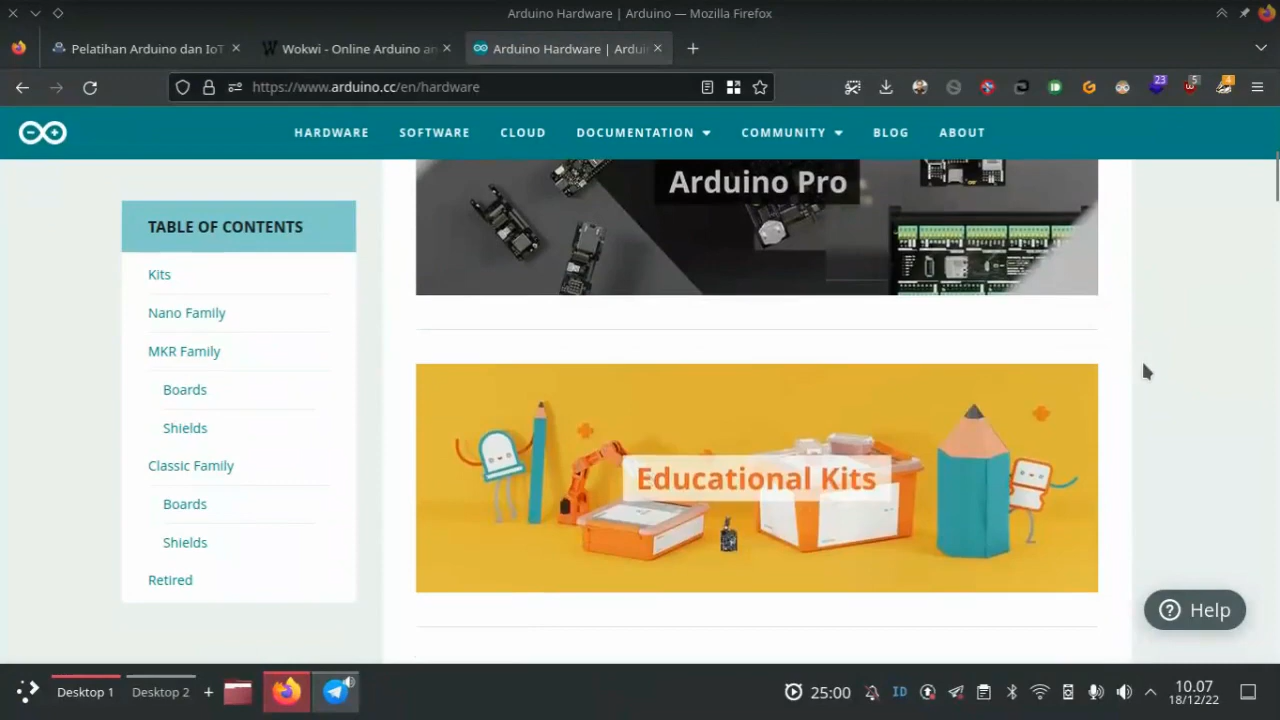 Arduino Hardware | Arduino — Mozilla Firefox
Pelatihan Arduino dan IoT
Wokwi - Online Arduino an
Arduino Hardware | Ardui
https://www.arduino.cc/en/hardware
23
5
4
HARDWARE SOFTWARE CLOUD DOCUMENTATION COMMUNITY BLOG ABOUT
Arduino Pro
TABLE OF CONTENTS
Kits
Nano Family
MKR Family
Boards
Shields
Classic Family
Boards
Shields
Retired
Educational Kits
Help
Desktop 1
Desktop 2
25:00
ID
10.07
18/12/22